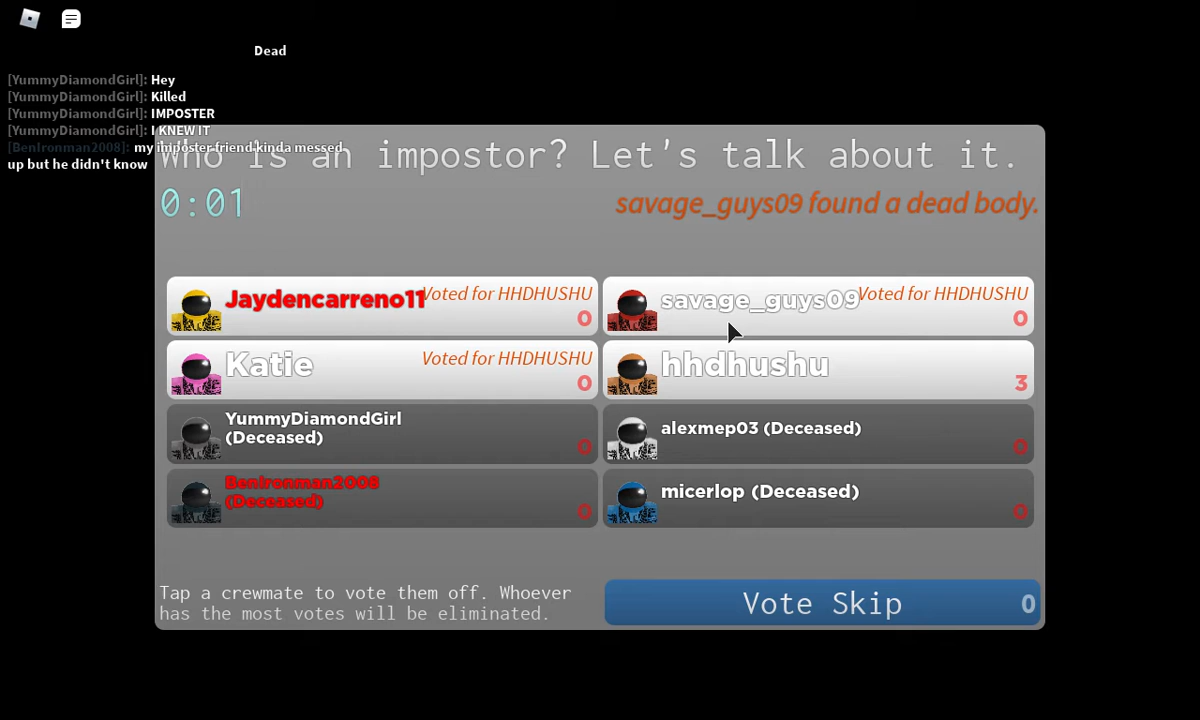 Dead
[YummyDiamondGirl]: Hey
[YummyDiamondGirl]: Killed
[YummyDiamondGirl]: IMPOSTER
[YummyDiamondGirl]: I KNEW IT
[BenIronman2008]: my imposter friend kinda messed
up but he didn't know
Who is an impostor? Let's talk about it.
0:01
savage_guys09 found a dead body.
Jaydencarreno11
Voted for HHDHUSHU
0
savage_guys09
Voted for HHDHUSHU
0
Katie
Voted for HHDHUSHU
0
hhdhushu
3
YummyDiamondGirl
(Deceased)
0
alexmep03 (Deceased)
0
BenIronman2008
(Deceased)
0
micerlop (Deceased)
0
Tap a crewmate to vote them off. Whoever
has the most votes will be eliminated.
Vote Skip
0